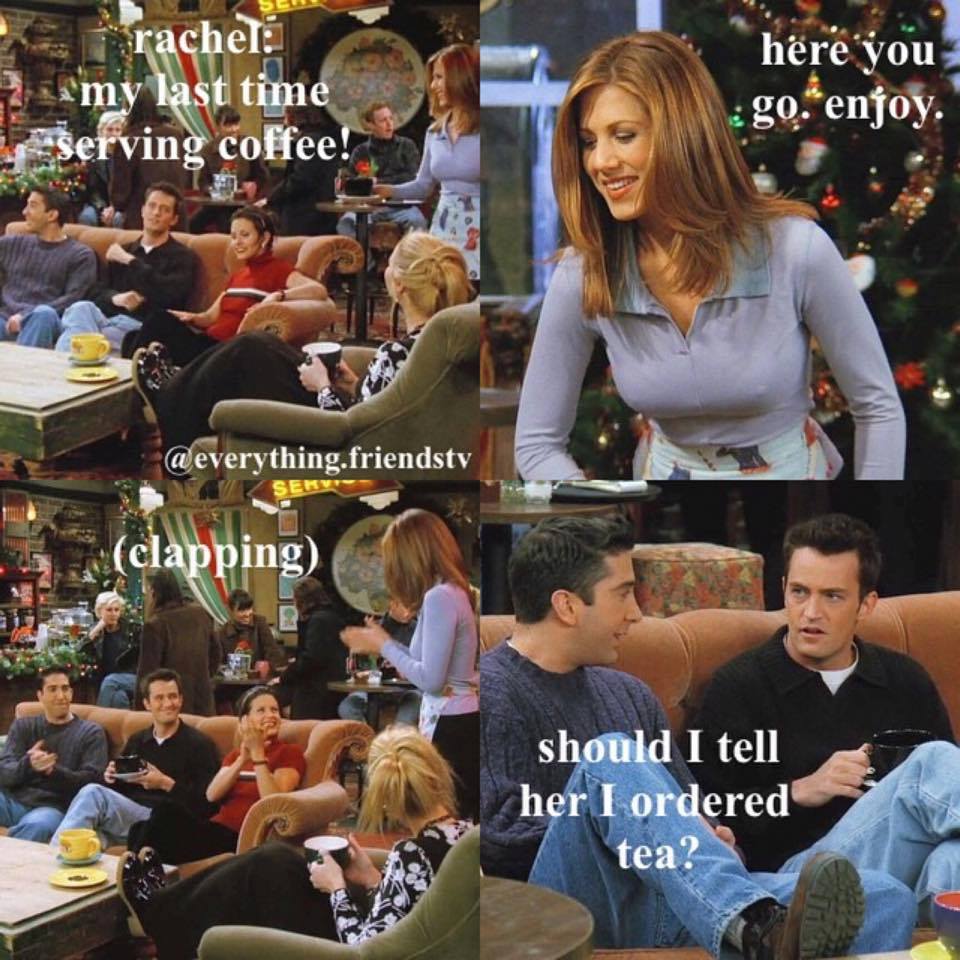 rachel:
my last time
serving coffee!
@everything.friendstv
here you
go. enjoy.
(clapping)
should I tell
her I ordered
tea?